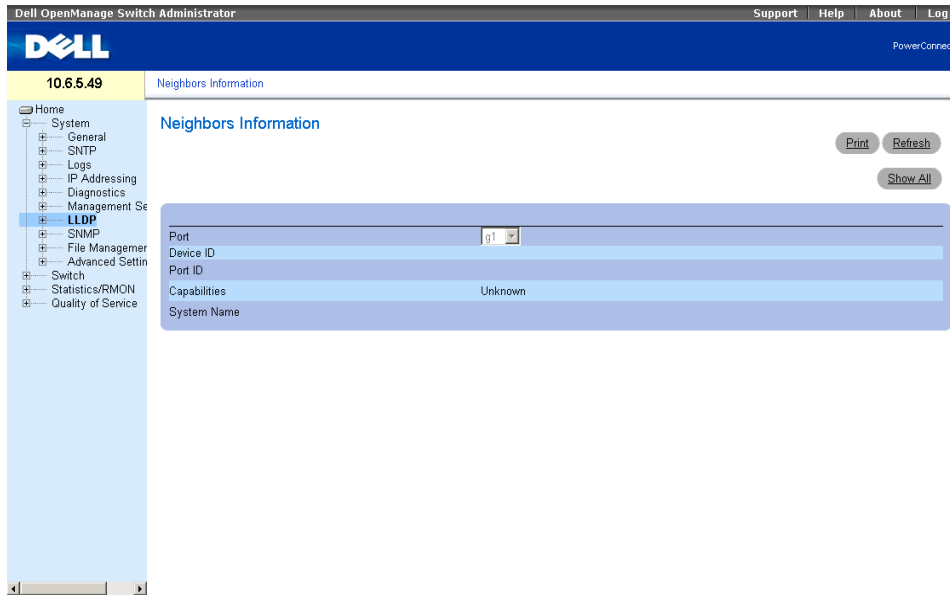 Dell OpenManage Switch Administrator
Support Help About Log
DELL
PowerConnec
10.6.5.49
Neighbors Information
Home
System
General
SNTP
Logs
IP Addressing
Diagnostics
Management Se
LLDP
SNMP
File Managemer
Advanced Settin
Switch
Statistics/RMON
Quality of Service
Neighbors Information
Print Refresh
Show All
Port g1
Device ID
Port ID
Capabilities Unknown
System Name